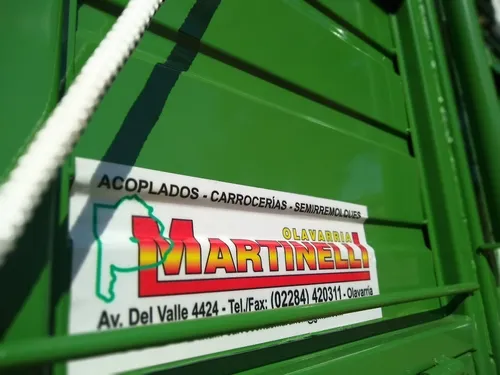 ACOPLADOS - CARROCERÍAS - SEMIRREMOLQUES
OLAVARRIA
MARTINELLI
Av. Del Valle 4424 - Tel./Fax: (02284) 420311 - Olavarría